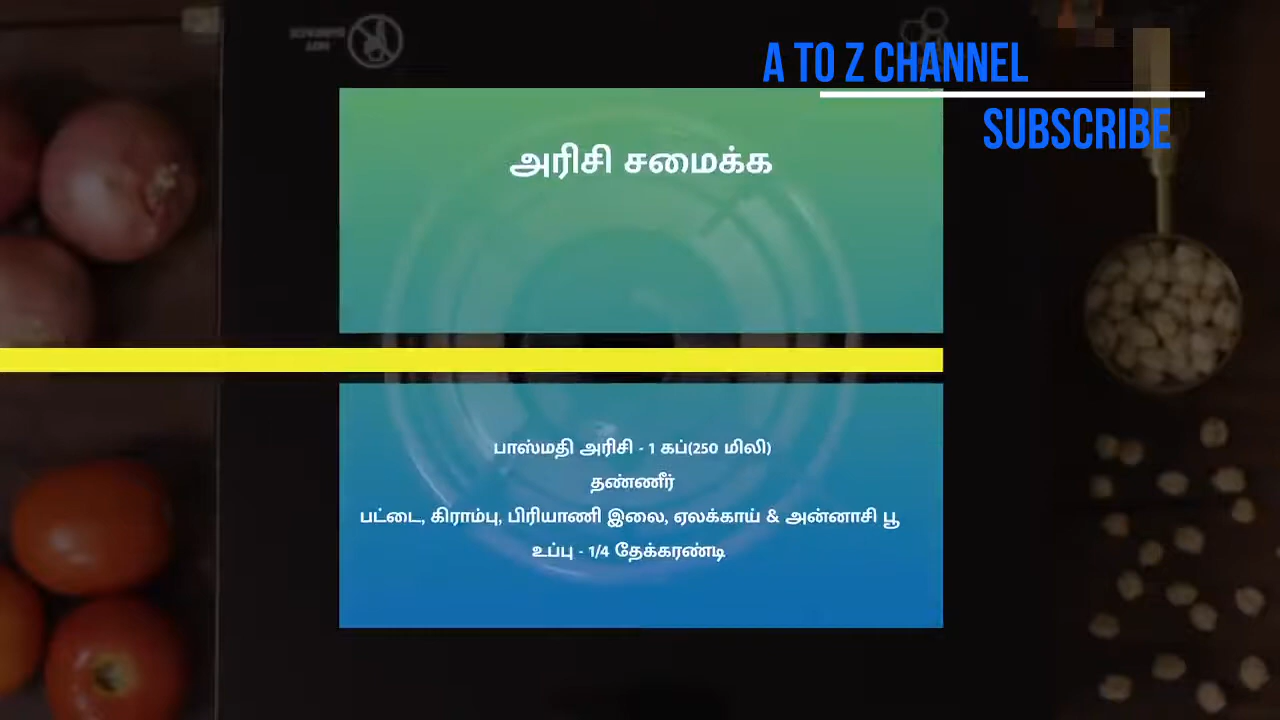 A TO Z CHANNEL
SUBSCRIBE
அரிசி சமைக்க
பாஸ்மதி அரிசி - 1 கப்(250 மிலி)
தண்ணீர்
பட்டை, கிராம்பு, பிரியாணி இலை, ஏலக்காய் & அன்னாசி பூ
உப்பு - 1/4 தேக்கரண்டி